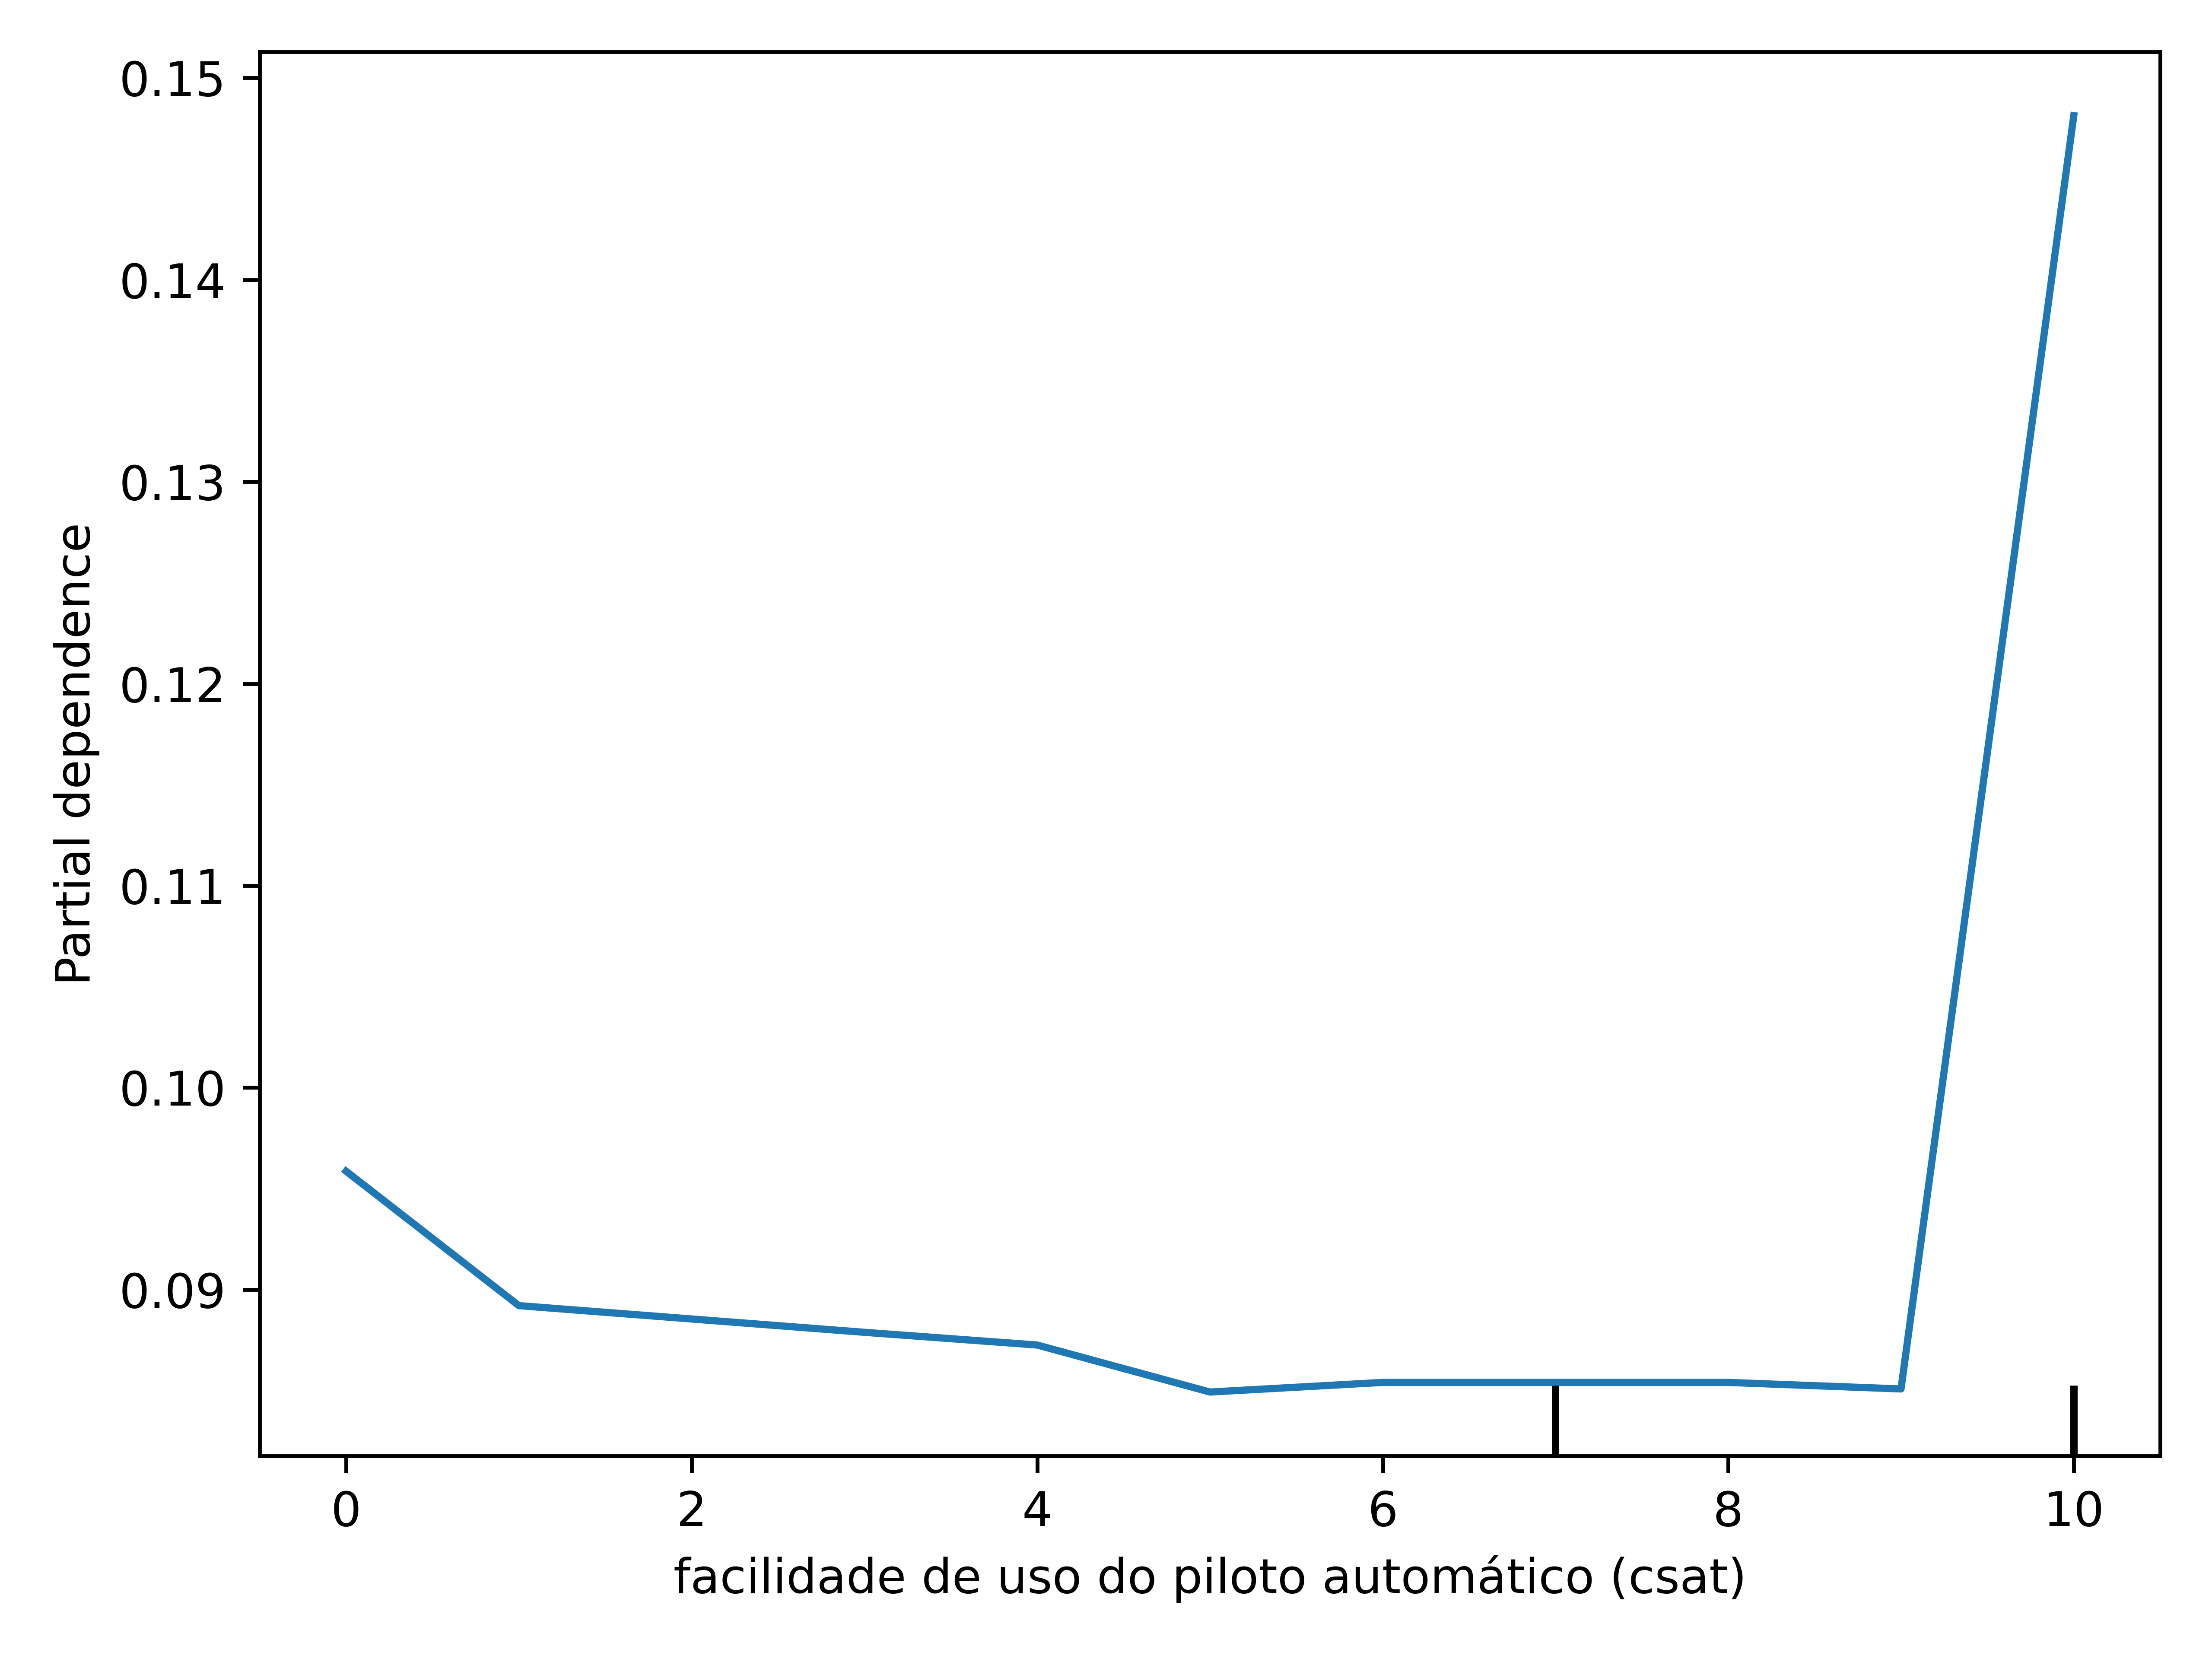 0.15
0.14
0.13
0.12
0.11
0.10
0.09
Partial dependence
0 2 4 6 8 10
facilidade de uso do piloto automático (csat)